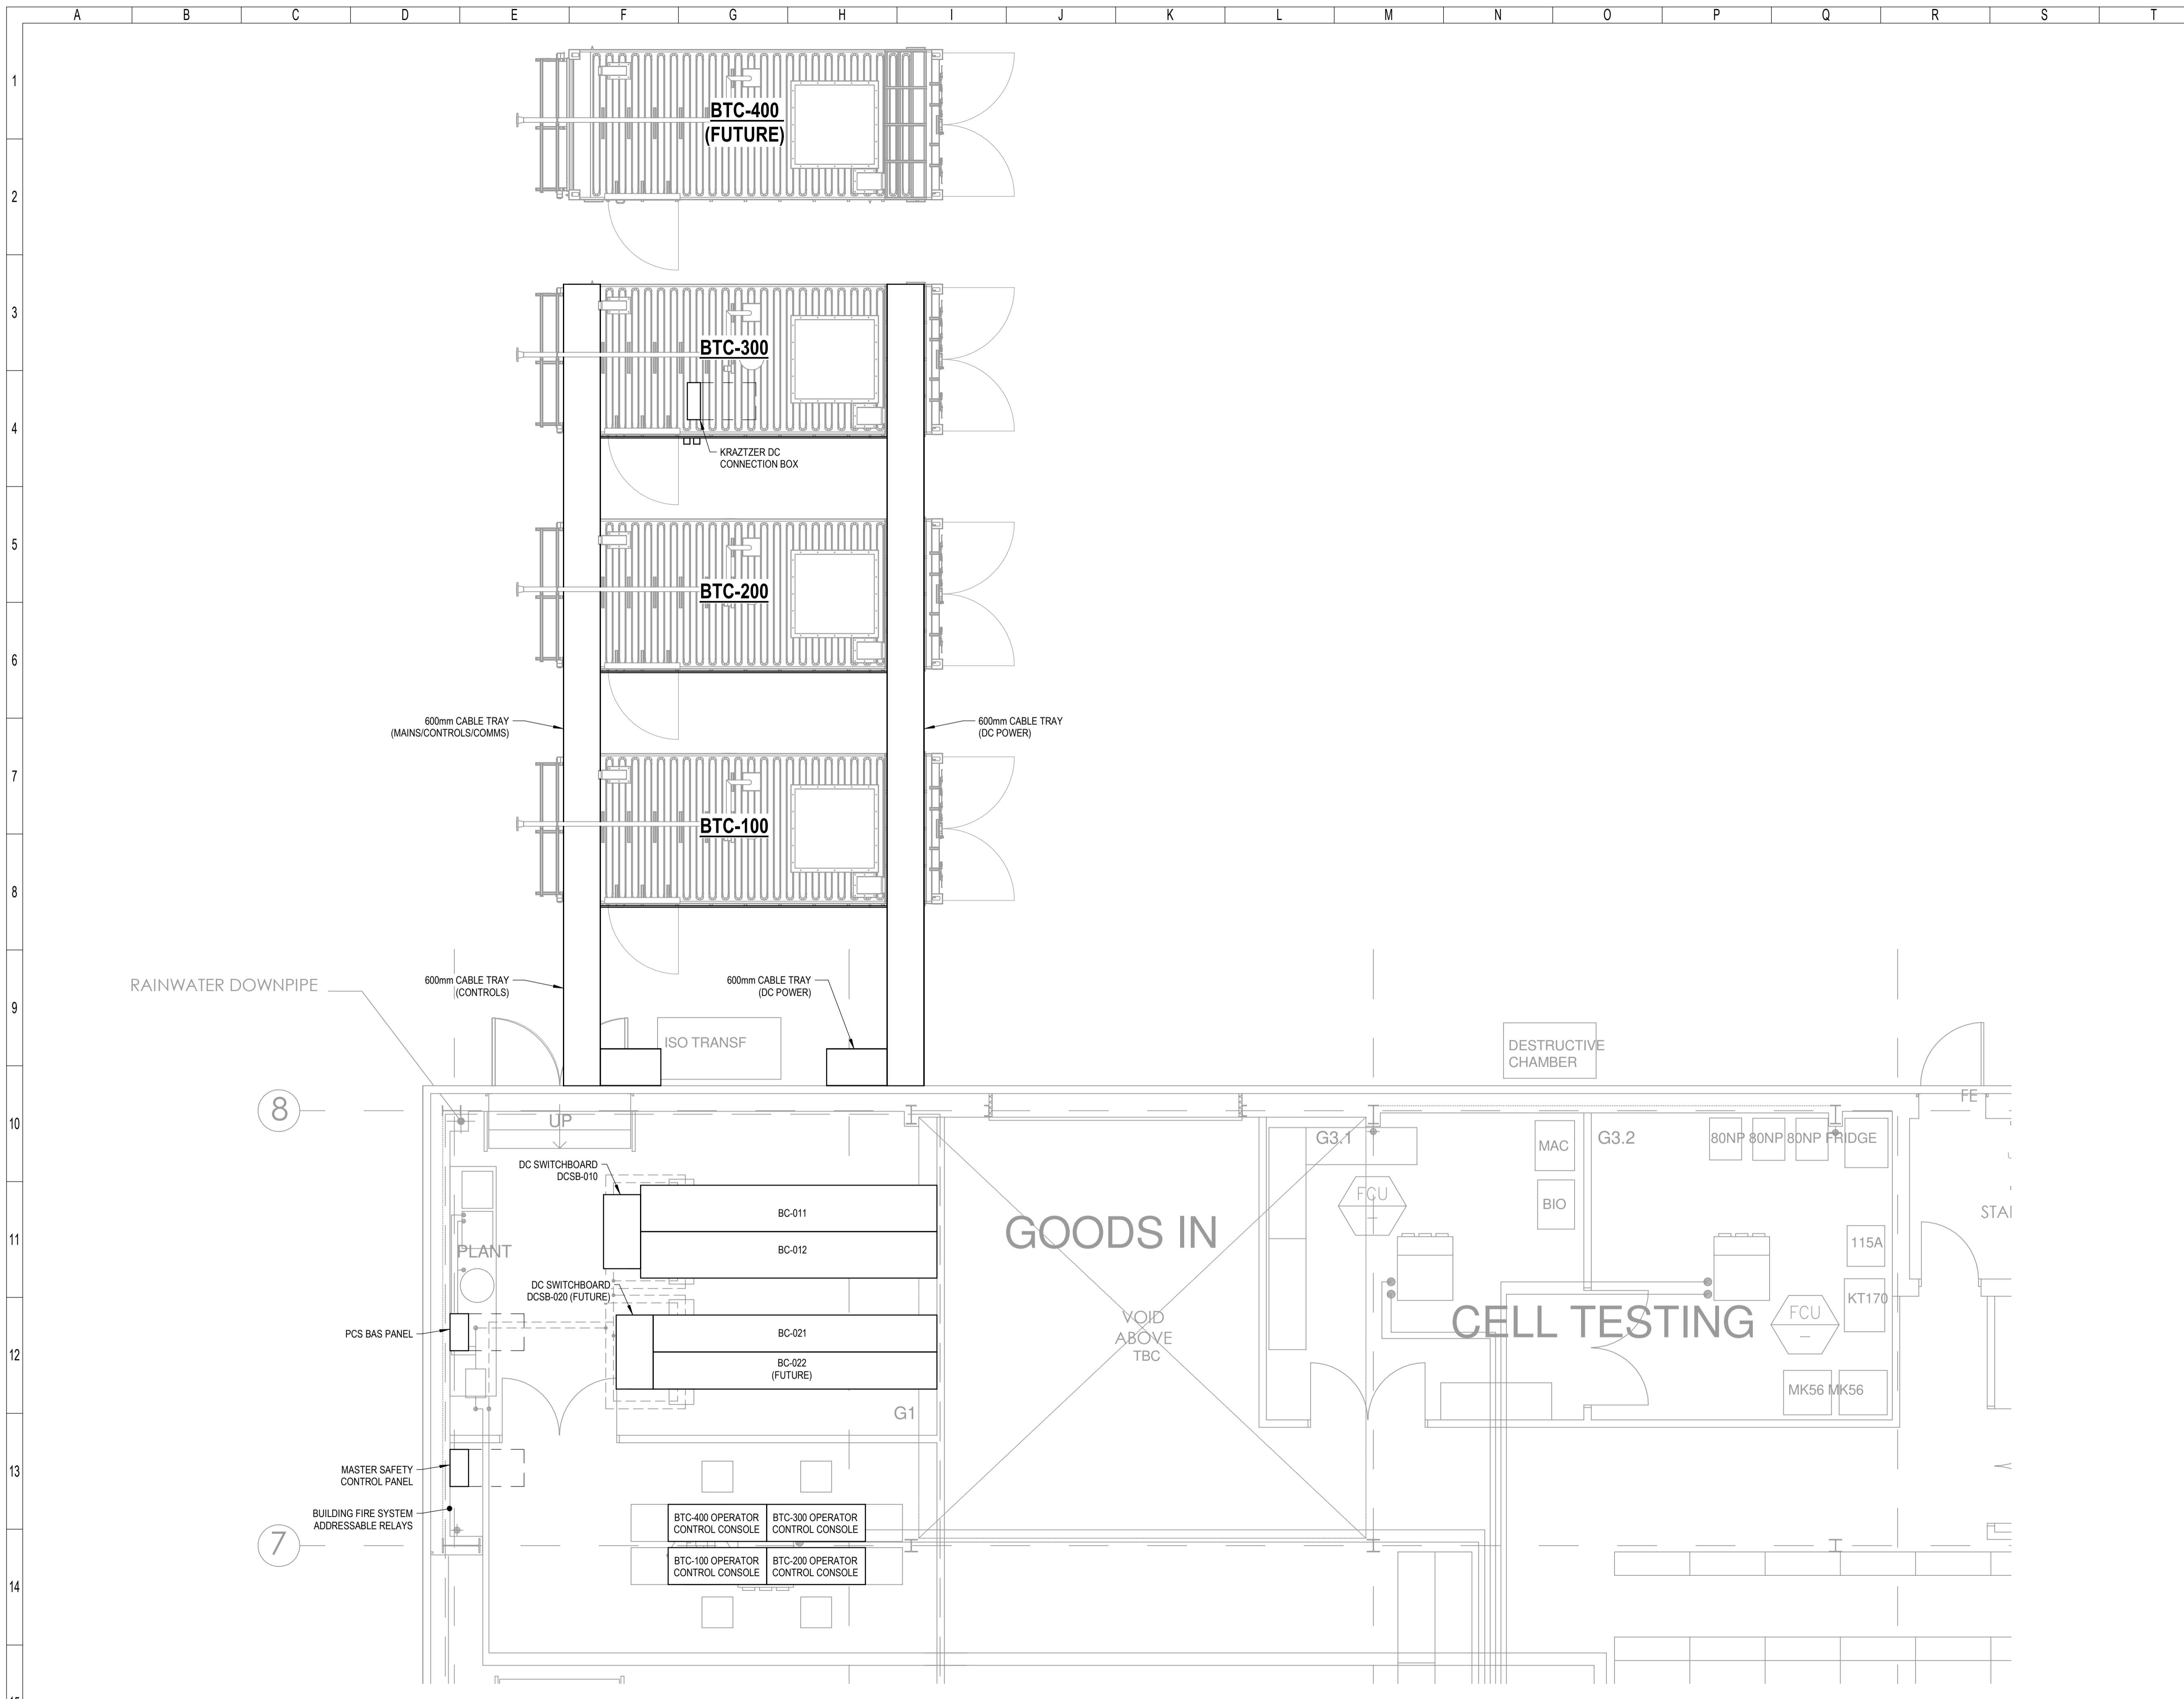 A B C D E F G H I J K L M N O P Q R S T
1
BTC-400
(FUTURE)
2
3
BTC-300
4
KRAZTZER DC
CONNECTION BOX
5
BTC-200
6
600mm CABLE TRAY
(MAINS/CONTROLS/COMMS)
600mm CABLE TRAY
(DC POWER)
7
BTC-100
8
RAINWATER DOWNPIPE
600mm CABLE TRAY
(CONTROLS)
600mm CABLE TRAY
(DC POWER)
9
ISO TRANSF
DESTRUCTIVE
CHAMBER
FE
8
10
UP
G3.1
MAC
G3.2
80NP 80NP 80NP FRIDGE
DC SWITCHBOARD
DCSB-010
FCU
–
BIO
BC-011
GOODS IN
STAI
11
PLANT
BC-012
115A
DC SWITCHBOARD
DCSB-020 (FUTURE)
KT170
VOID
ABOVE
TBC
CELL TESTING
FCU
–
PCS BAS PANEL
BC-021
12
BC-022
(FUTURE)
MK56 MK56
G1
13
MASTER SAFETY
CONTROL PANEL
BUILDING FIRE SYSTEM
ADDRESSABLE RELAYS
BTC-400 OPERATOR
CONTROL CONSOLE
BTC-300 OPERATOR
CONTROL CONSOLE
7
BTC-100 OPERATOR
CONTROL CONSOLE
BTC-200 OPERATOR
CONTROL CONSOLE
14